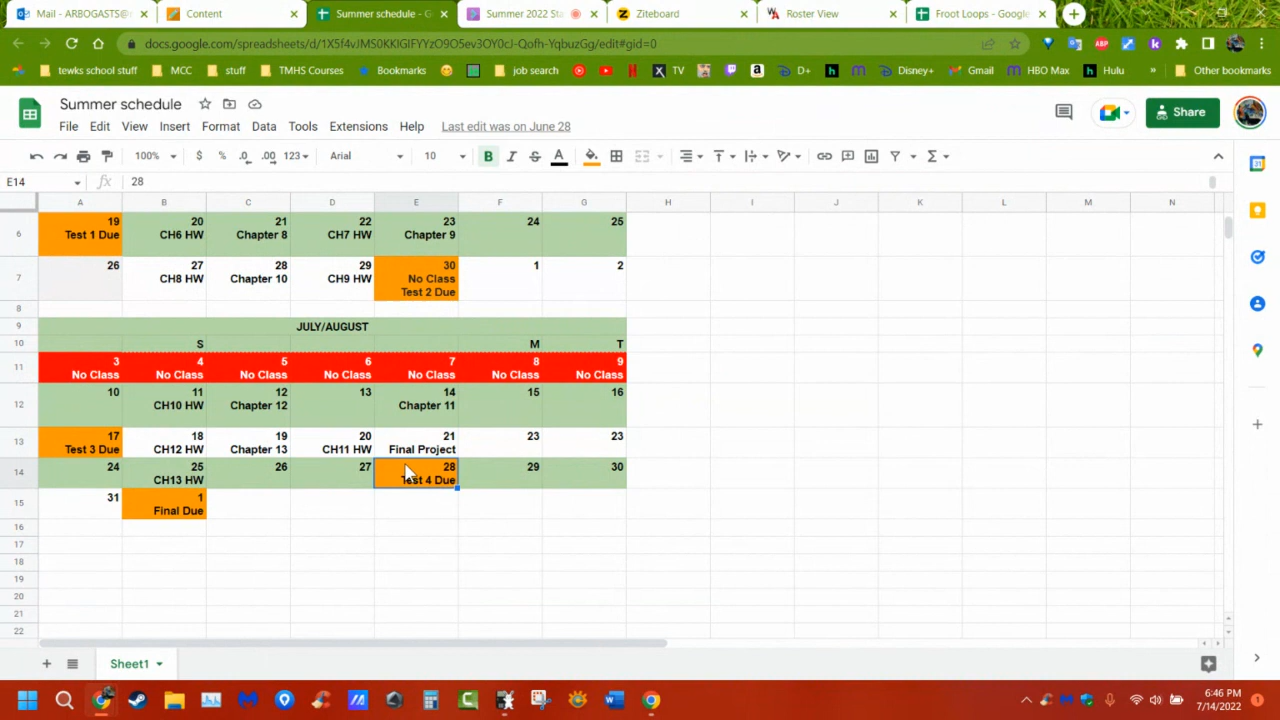 Mail - ARBOGASTS@
Content
Summer schedule - G
Summer 2022 Sta
Ziteboard
Roster View
Froot Loops - Google
docs.google.com/spreadsheets/d/1X5f4vJMS0KKIGIFYYzO9O5ev3OY0cJ-Qofh-YqbuzGg/edit#gid=0
tewks school stuff
MCC
stuff
TMHS Courses
Bookmarks
job search
TV
D+
Disney+
Gmail
HBO Max
Hulu
»
Other bookmarks
Summer schedule
Share
File Edit View Insert Format Data Tools Extensions Help Last edit was on June 28
100% $ % .0 .00 123 Arial 10 B I S A
E14 fx 28
A B C D E F G H I J K L M N
6 19 20 21 22 23 24 25
Test 1 Due CH6 HW Chapter 8 CH7 HW Chapter 9
26 27 28 29 30 1 2
7 CH8 HW Chapter 10 CH9 HW No Class
Test 2 Due
8
9 JULY/AUGUST
10 S M T
11 3 4 5 6 7 8 9
No Class No Class No Class No Class No Class No Class No Class
10 11 12 13 14 15 16
12 CH10 HW Chapter 12 Chapter 11
13 17 18 19 20 21 23 23
Test 3 Due CH12 HW Chapter 13 CH11 HW Final Project
14 24 25 26 27 28 29 30
CH13 HW Test 4 Due
15 31 1
Final Due
16
17
18
19
20
21
22
Sheet1
6:46 PM
7/14/2022